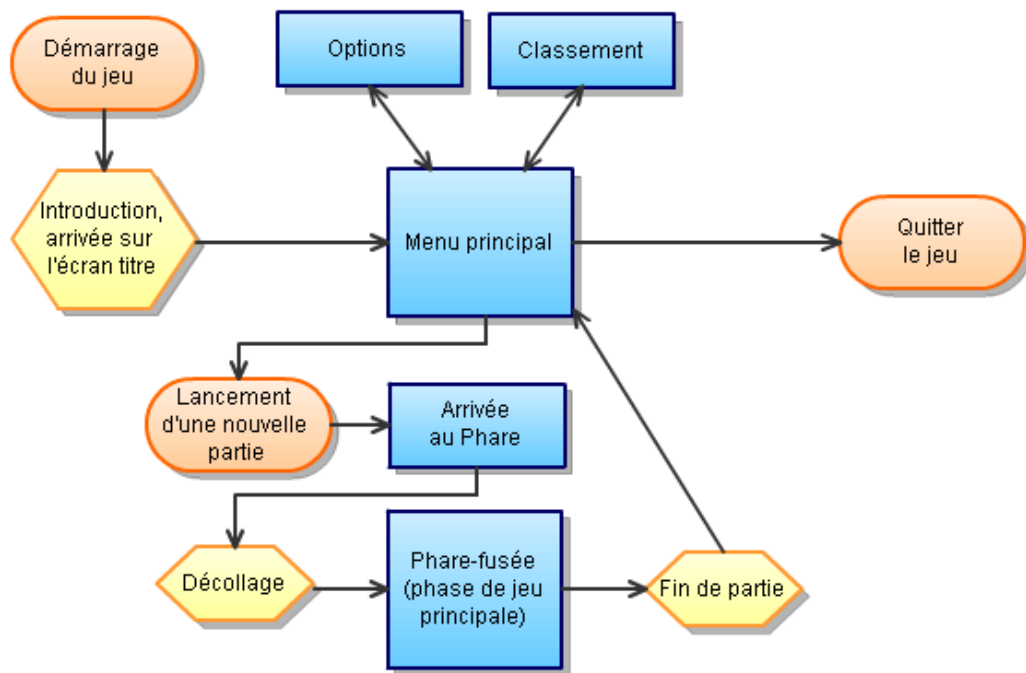 Démarrage
du jeu
Options
Classement
Introduction,
arrivée sur
l'écran titre
Menu principal
Quitter
le jeu
Lancement
d'une nouvelle
partie
Arrivée
au Phare
Décollage
Phare-fusée
(phase de jeu
principale)
Fin de partie